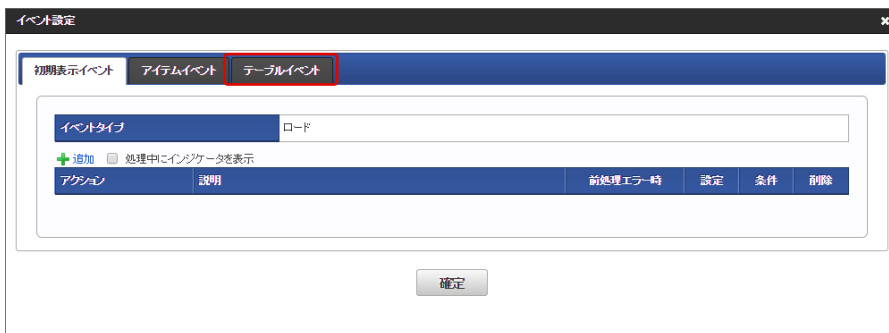 イベント設定
初期表示イベント アイテムイベント テーブルイベント
イベントタイプ ロード
追加 処理中にインジケータを表示
アクション 説明 前処理エラー時 設定 条件 削除
確定